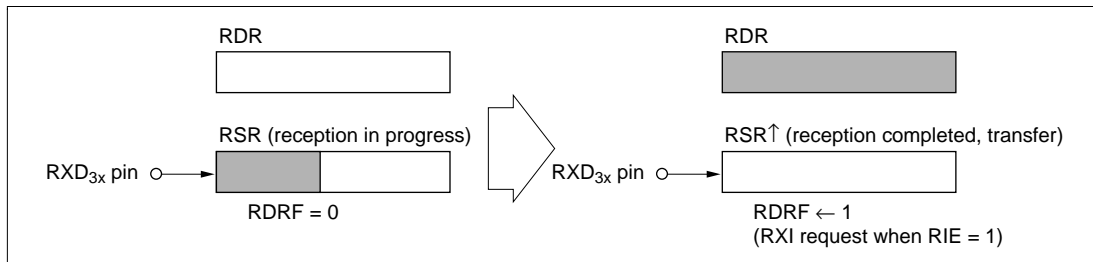 RDR
RSR (reception in progress)
RXD3x pin
RDRF = 0
RDR
RSR↑ (reception completed, transfer)
RXD3x pin
RDRF ← 1
(RXI request when RIE = 1)